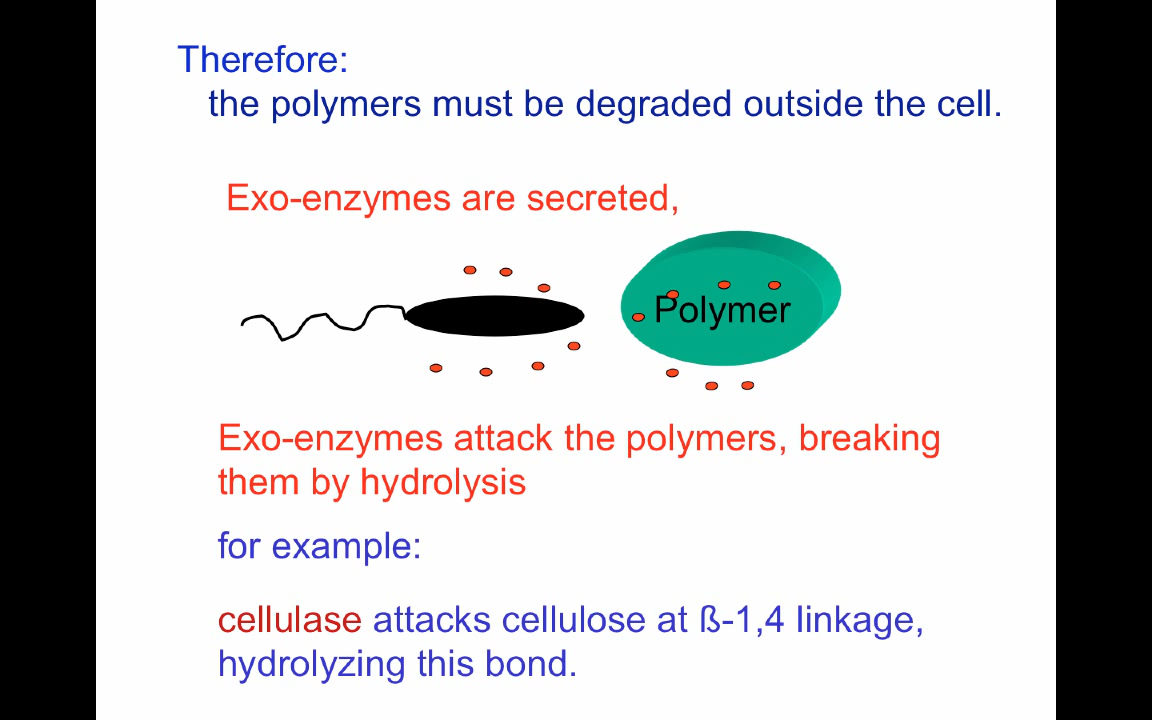 Therefore:
the polymers must be degraded outside the cell.
Exo-enzymes are secreted,
Polymer
Exo-enzymes attack the polymers, breaking
them by hydrolysis
for example:
cellulase attacks cellulose at ß-1,4 linkage,
hydrolyzing this bond.